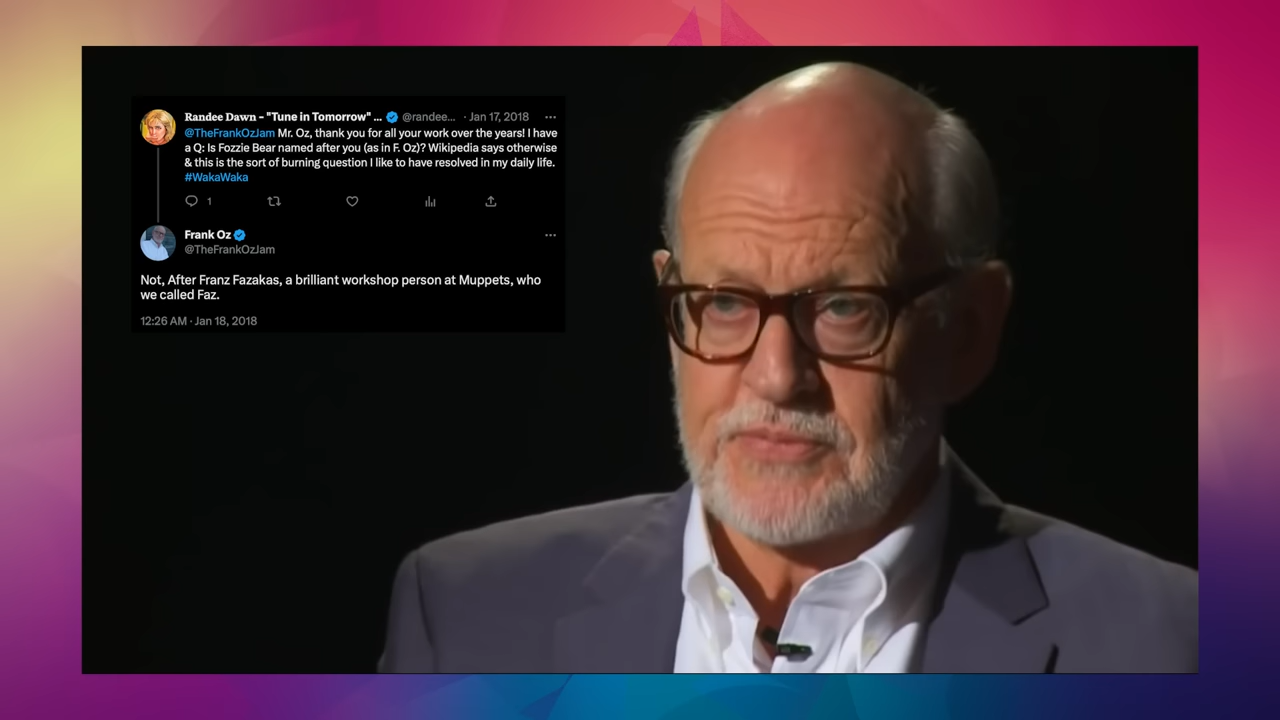 Randee Dawn - "Tune in Tomorrow" ... @randee... · Jan 17, 2018 ...
@TheFrankOzJam Mr. Oz, thank you for all your work over the years! I have
a Q: Is Fozzie Bear named after you (as in F. Oz)? Wikipedia says otherwise
& this is the sort of burning question I like to have resolved in my daily life.
#WakaWaka
1
Frank Oz ...
@TheFrankOzJam
Not, After Franz Fazakas, a brilliant workshop person at Muppets, who
we called Faz.
12:26 AM · Jan 18, 2018